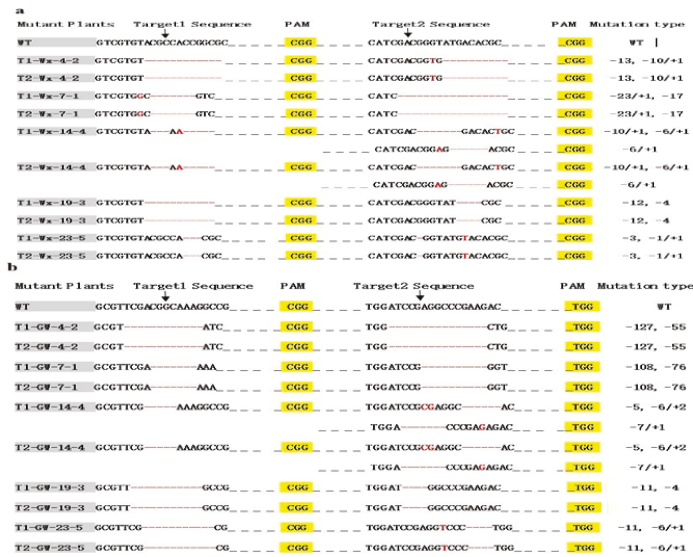 a
Mutant Plants Target1 Sequence PAM Target2 Sequence PAM Mutation type
WT GTCGTGTACGCCACCGGCGC CGG CATCGACGGGTATGACACGC CGG WT
T1-Wx-4-2 GTCGTGT CGG CATCGACGGTG CGG -13, -10/+1
T2-Wx-4-2 GTCGTGT CGG CATCGACGGTG CGG -13, -10/+1
T1-Wx-7-1 GTCGTGGC------GTC CGG CATC CGG -23/+1, -17
T2-Wx-7-1 GTCGTGGC------GTC CGG CATC CGG -23/+1, -17
T1-Wx-14-4 GTCGTGTA----AA------ CGG CATCGAC------GACACTGC CGG -10/+1, -6/+1
CATCGACGGAG------ACGC -6/+1
T2-Wx-14-4 GTCGTGTA----AA------ CGG CATCGAC------GACACTGC CGG -10/+1, -6/+1
CATCGACGGAG------ACGC -6/+1
T1-Wx-19-3 GTCGTGT CGG CATCGACGGGTAT----CGC CGG -12, -4
T2-Wx-19-3 GTCGTGT CGG CATCGACGGGTAT----CGC CGG -12, -4
T1-Wx-23-5 GTCGTGTACGCCA---CGC CGG CATCGAC-GGTATGTACACGC CGG -3, -1/+1
T2-Wx-23-5 GTCGTGTACGCCA---CGC CGG CATCGAC-GGTATGTACACGC CGG -3, -1/+1
b
Mutant Plants Target1 Sequence PAM Target2 Sequence PAM Mutation type
WT GCGTTCGACGGCAAAGGCCG CGG TGGATCCGAGGCCCGAAGAC TGG WT
T1-GW-4-2 GCGT------ATC CGG TGG------CTG TGG -127, -55
T2-GW-4-2 GCGT------ATC CGG TGG------CTG TGG -127, -55
T1-GW-7-1 GCGTTCGA------AAA CGG TGGATCCG------GGT TGG -108, -76
T2-GW-7-1 GCGTTCGA------AAA CGG TGGATCCG------GGT TGG -108, -76
T1-GW-14-4 GCGTTCG-----AAAGGCCG CGG TGGATCCGCGAGGC------AC TGG -5, -6/+2
TGGA-------CCCGAGAGAC -7/+1
T2-GW-14-4 GCGTTCG-----AAAGGCCG CGG TGGATCCGCGAGGC------AC TGG -5, -6/+2
TGGA-------CCCGAAGAC -7/+1
T1-GW-19-3 GCGTT-----------GCCG CGG TGGAT----GGCCCGAAGAC TGG -11, -4
T2-GW-19-3 GCGTT-----------GCCG CGG TGGAT----GGCCCGAAGAC TGG -11, -4
T1-GW-23-5 GCGTTCG-----------CG CGG TGGATCCGAGGTCCC------TGG TGG -11, -6/+1
T2-GW-23-5 GCGTTCG-----------CG CGG TGGATCCGAGGTCCC------TGG TGG -11, -6/+1